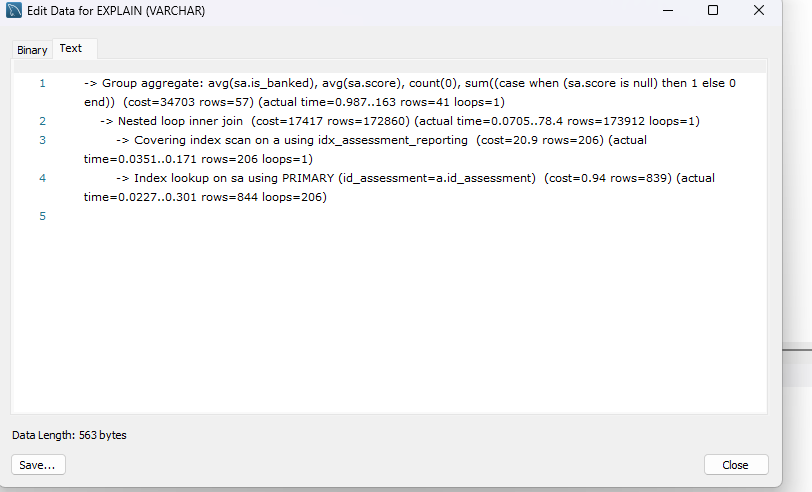 Edit Data for EXPLAIN (VARCHAR)
Binary
Text
1 -> Group aggregate: avg(sa.is_banked), avg(sa.score), count(0), sum((case when (sa.score is null) then 1 else 0
end)) (cost=34703 rows=57) (actual time=0.987..163 rows=41 loops=1)
2 -> Nested loop inner join (cost=17417 rows=172860) (actual time=0.0705..78.4 rows=173912 loops=1)
3 -> Covering index scan on a using idx_assessment_reporting (cost=20.9 rows=206) (actual
time=0.0351..0.171 rows=206 loops=1)
4 -> Index lookup on sa using PRIMARY (id_assessment=a.id_assessment) (cost=0.94 rows=839) (actual
time=0.0227..0.301 rows=844 loops=206)
5
Data Length: 563 bytes
Save...
Close